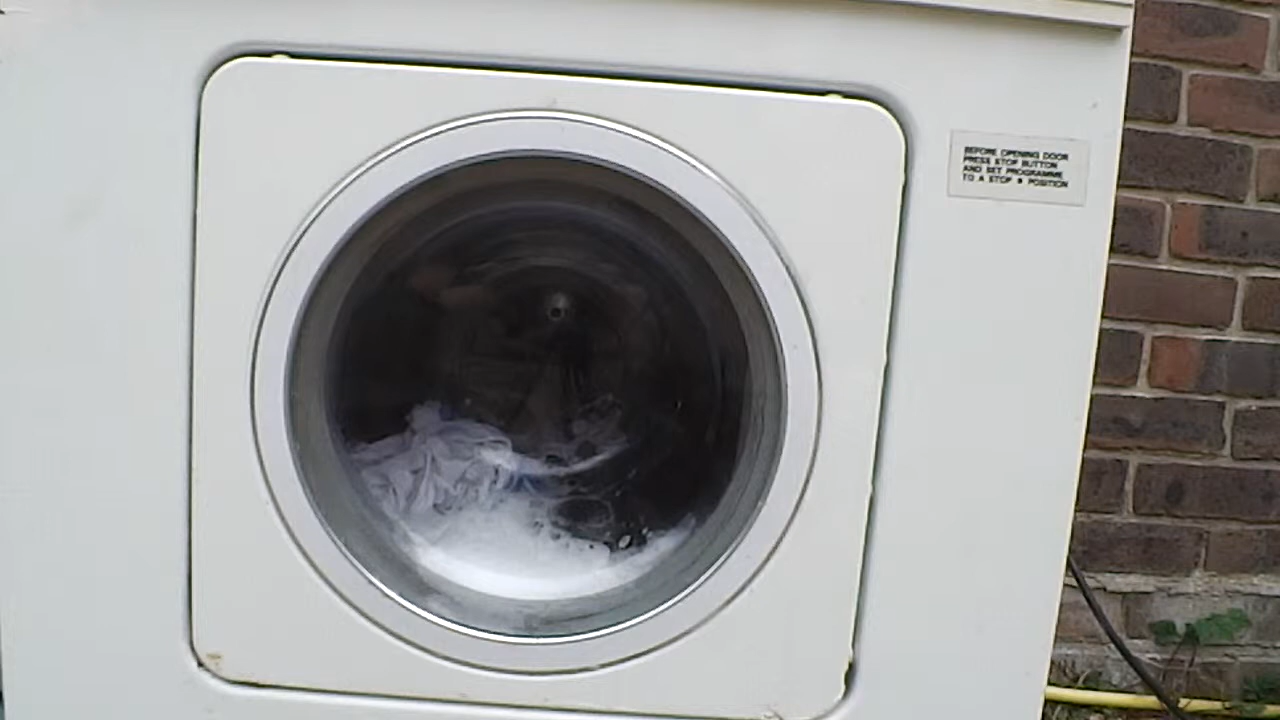 BEFORE OPENING DOOR
PRESS STOP BUTTON
AND SET PROGRAMME
TO A STOP ● POSITION